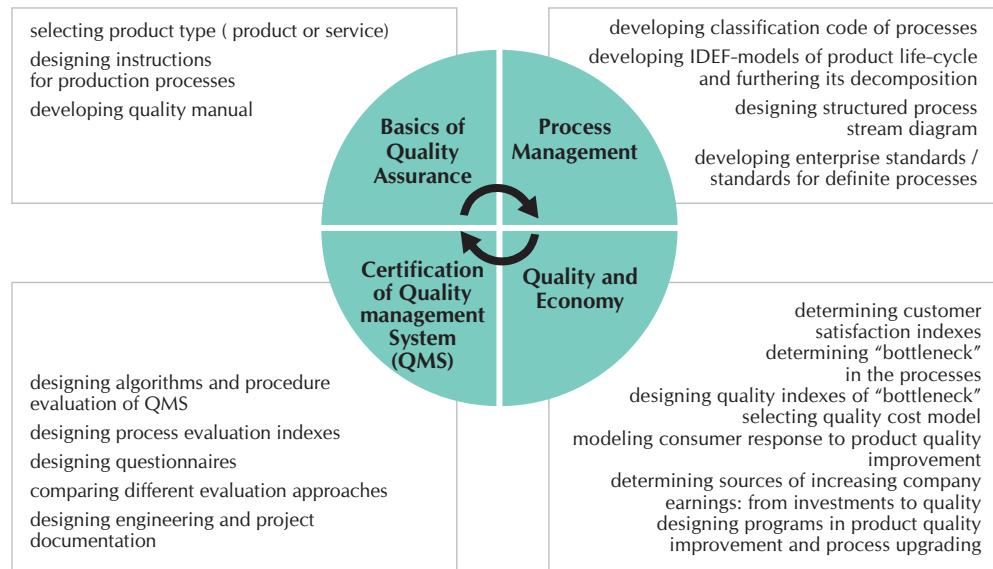 selecting product type ( product or service)
designing instructions
for production processes
developing quality manual
Basics of
Quality
Assurance
Process
Management
developing classification code of processes
developing IDEF-models of product life-cycle
and furthering its decomposition
designing structured process
stream diagram
developing enterprise standards /
standards for definite processes
Certification
of Quality
management
System
(QMS)
Quality and
Economy
designing algorithms and procedure
evaluation of QMS
designing process evaluation indexes
designing questionnaires
comparing different evaluation approaches
designing engineering and project
documentation
determining customer
satisfaction indexes
determining “bottleneck”
in the processes
designing quality indexes of “bottleneck”
selecting quality cost model
modeling consumer response to product quality
improvement
determining sources of increasing company
earnings: from investments to quality
designing programs in product quality
improvement and process upgrading